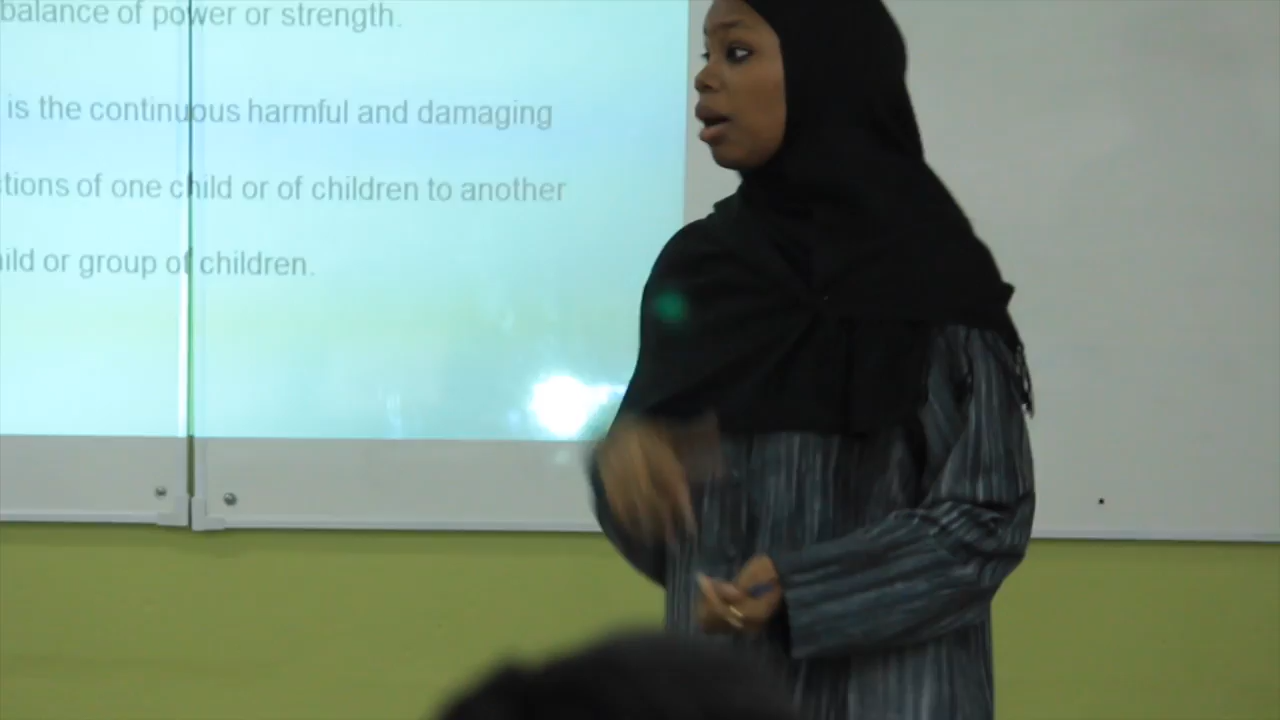 balance of power or strength.
is the continuous harmful and damaging
tions of one child or of children to another
ild or group of children.